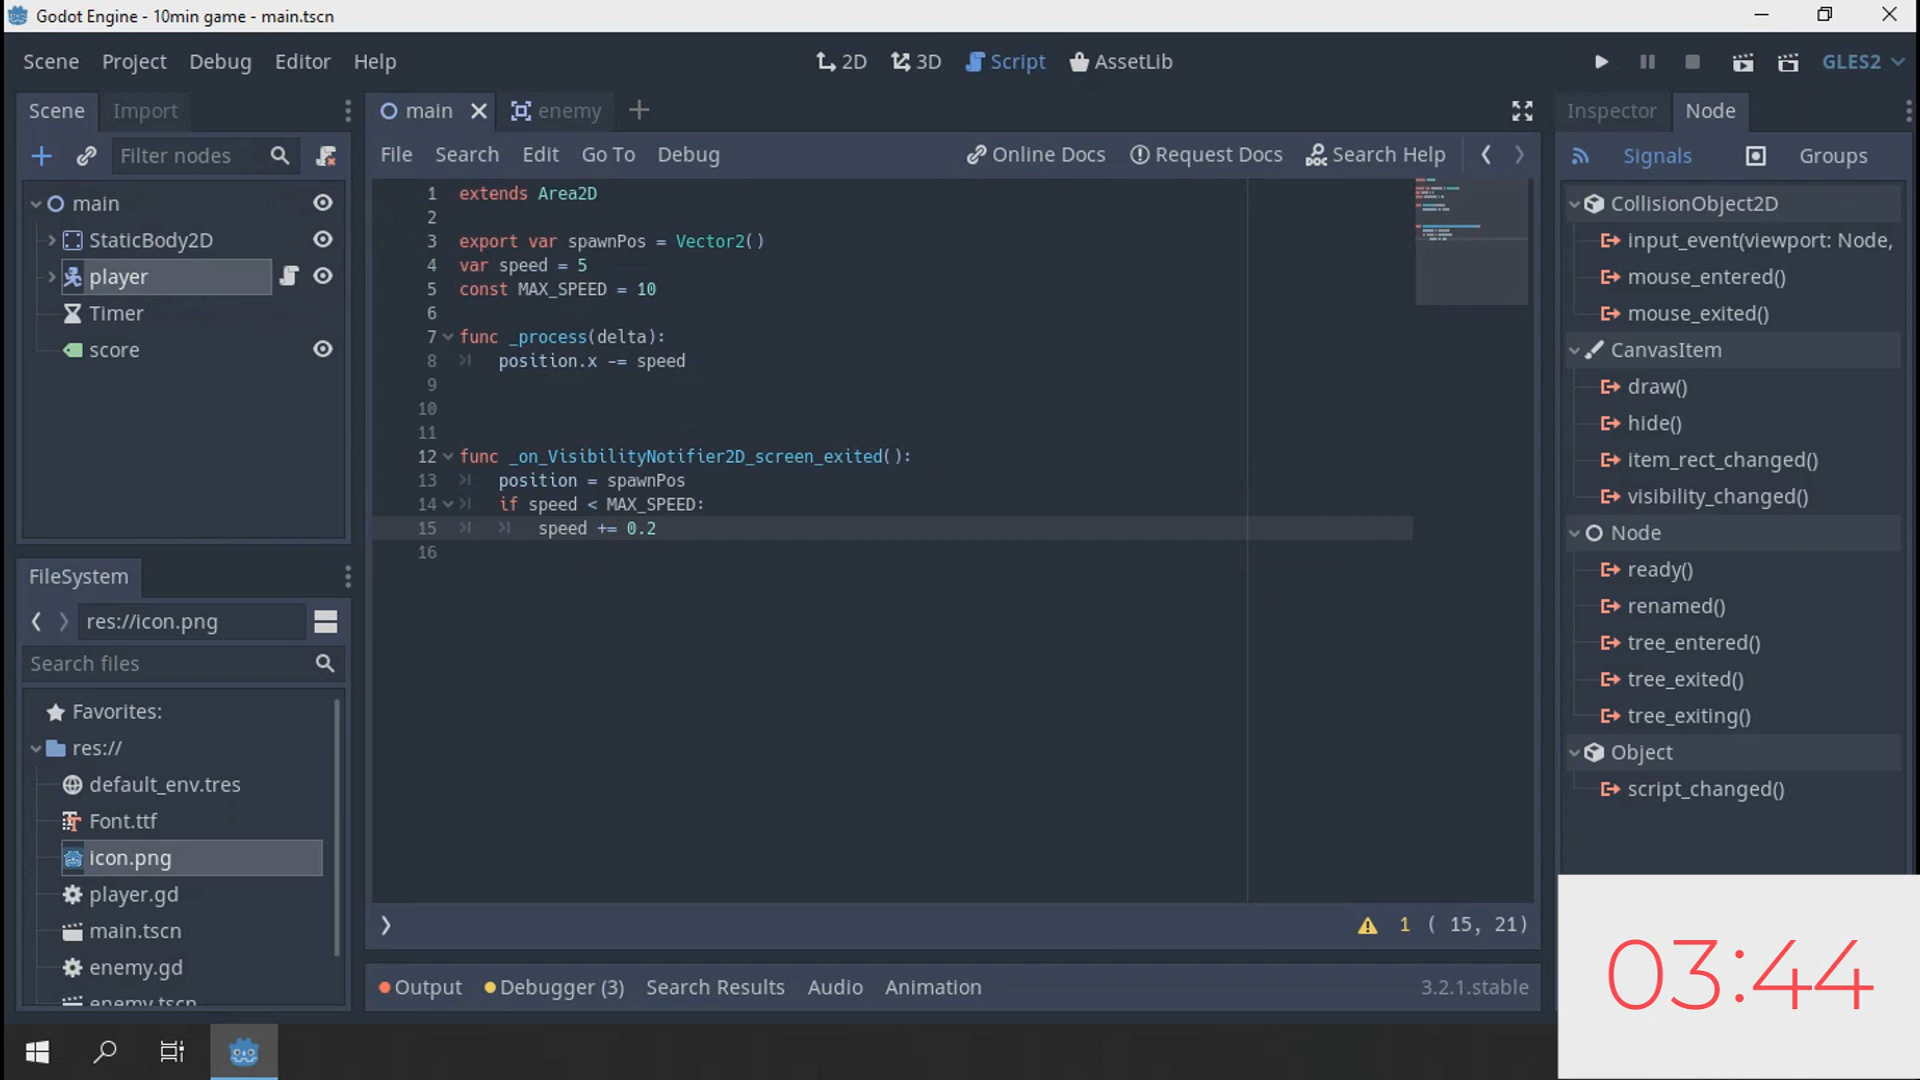 Godot Engine - 10min game - main.tscn
Scene Project Debug Editor Help
2D 3D Script AssetLib
GLES2
Scene Import
Filter nodes
main
StaticBody2D
player
Timer
score
FileSystem
res://icon.png
Search files
Favorites:
res://
default_env.tres
Font.ttf
icon.png
player.gd
main.tscn
enemy.gd
enemy.tscn
main enemy
File Search Edit Go To Debug
Online Docs Request Docs Search Help
1 extends Area2D
2
3 export var spawnPos = Vector2()
4 var speed = 5
5 const MAX_SPEED = 10
6
7 func _process(delta):
8 position.x -= speed
9
10
11
12 func _on_VisibilityNotifier2D_screen_exited():
13 position = spawnPos
14 if speed < MAX_SPEED:
15 speed += 0.2
16
1 ( 15, 21)
Output Debugger (3) Search Results Audio Animation
3.2.1.stable
Inspector Node
Signals Groups
CollisionObject2D
input_event(viewport: Node,
mouse_entered()
mouse_exited()
CanvasItem
draw()
hide()
item_rect_changed()
visibility_changed()
Node
ready()
renamed()
tree_entered()
tree_exited()
tree_exiting()
Object
script_changed()
03:44